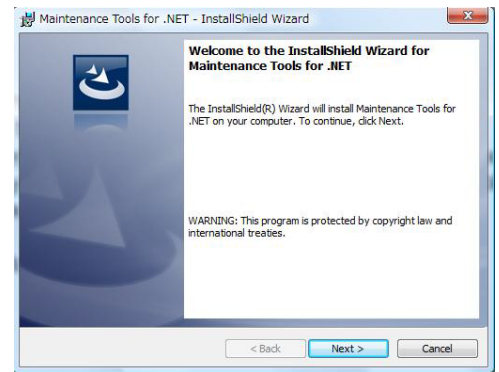 Maintenance Tools for .NET - InstallShield Wizard
Welcome to the InstallShield Wizard for
Maintenance Tools for .NET
The InstallShield(R) Wizard will install Maintenance Tools for
.NET on your computer. To continue, click Next.
WARNING: This program is protected by copyright law and
international treaties.
< Back
Next >
Cancel